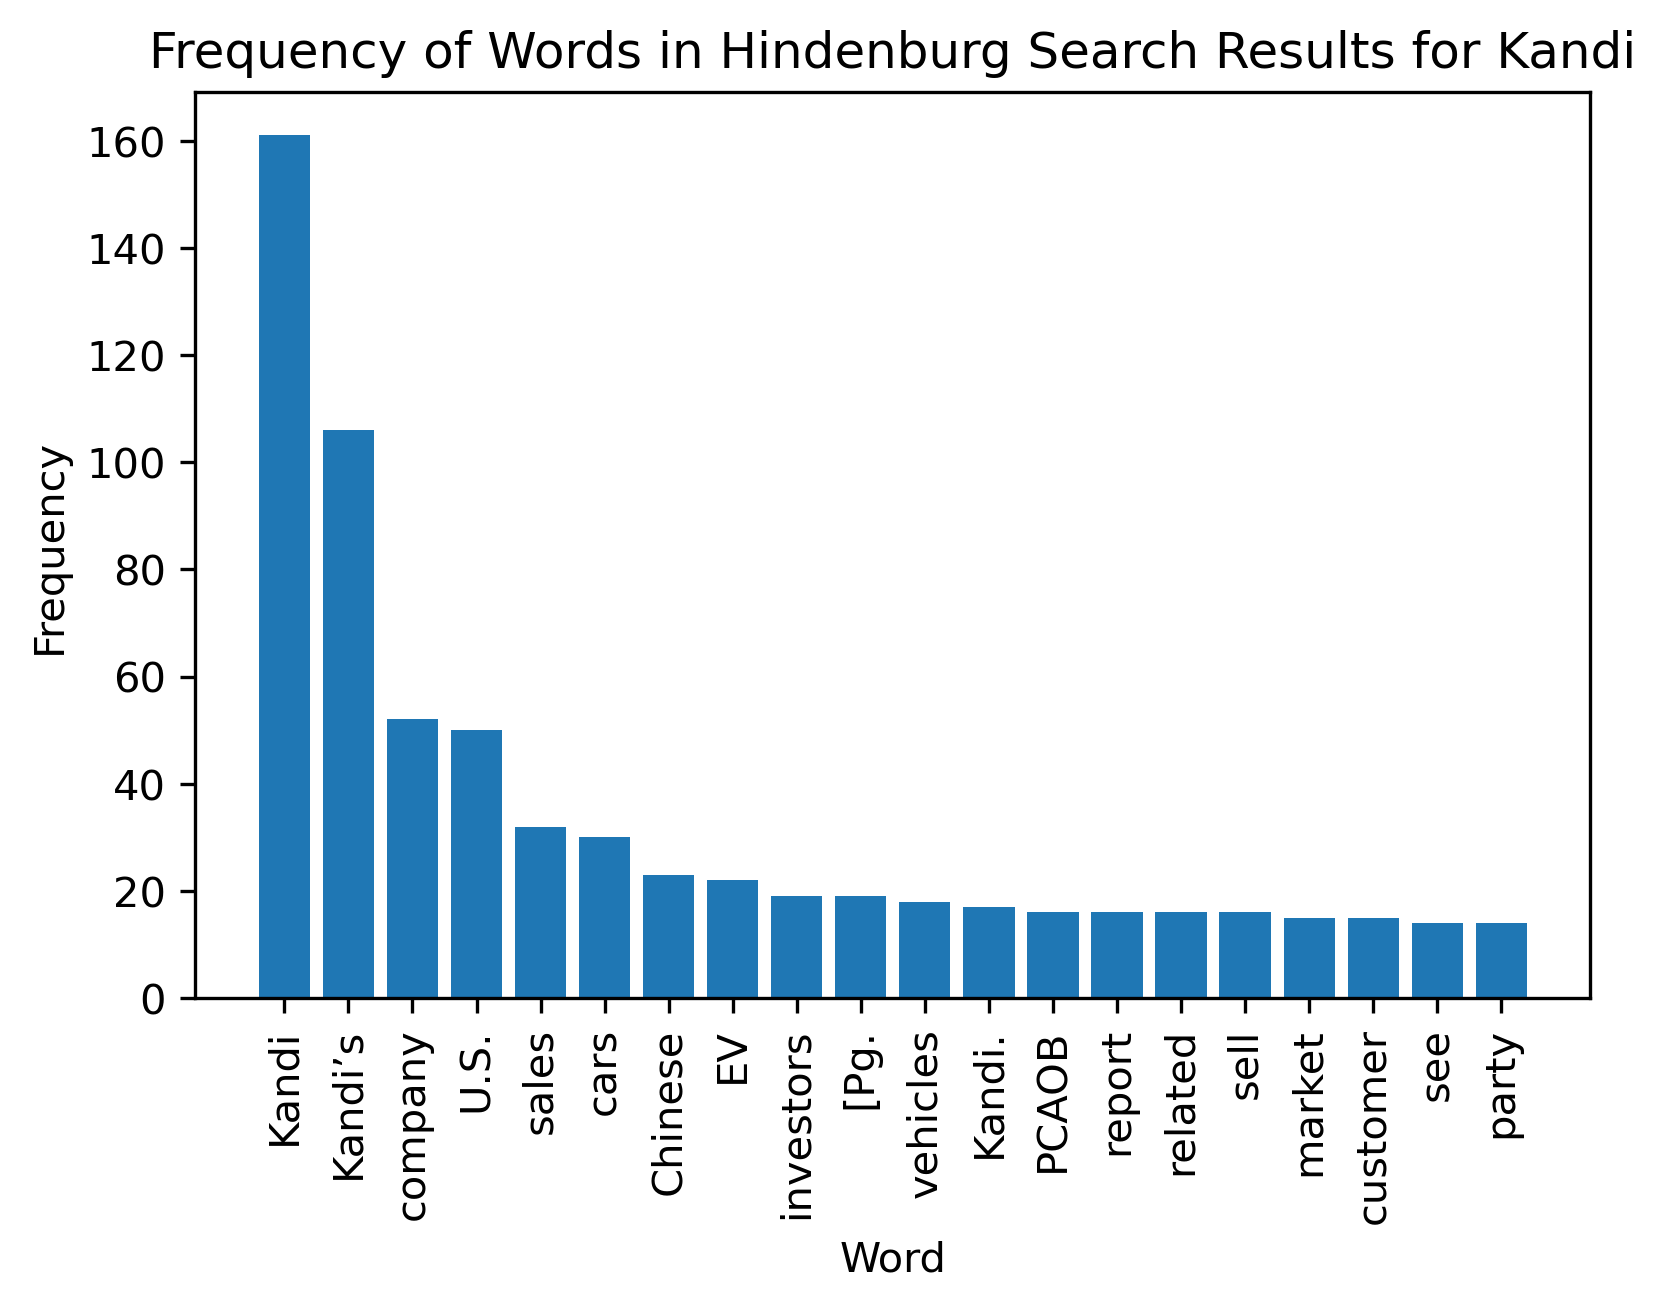 Frequency of Words in Hindenburg Search Results for Kandi
Frequency
160
140
120
100
80
60
40
20
0
Kandi
Kandi’s
company
U.S.
sales
cars
Chinese
EV
investors
[Pg.
vehicles
Kandi.
PCAOB
report
related
sell
market
customer
see
party
Word